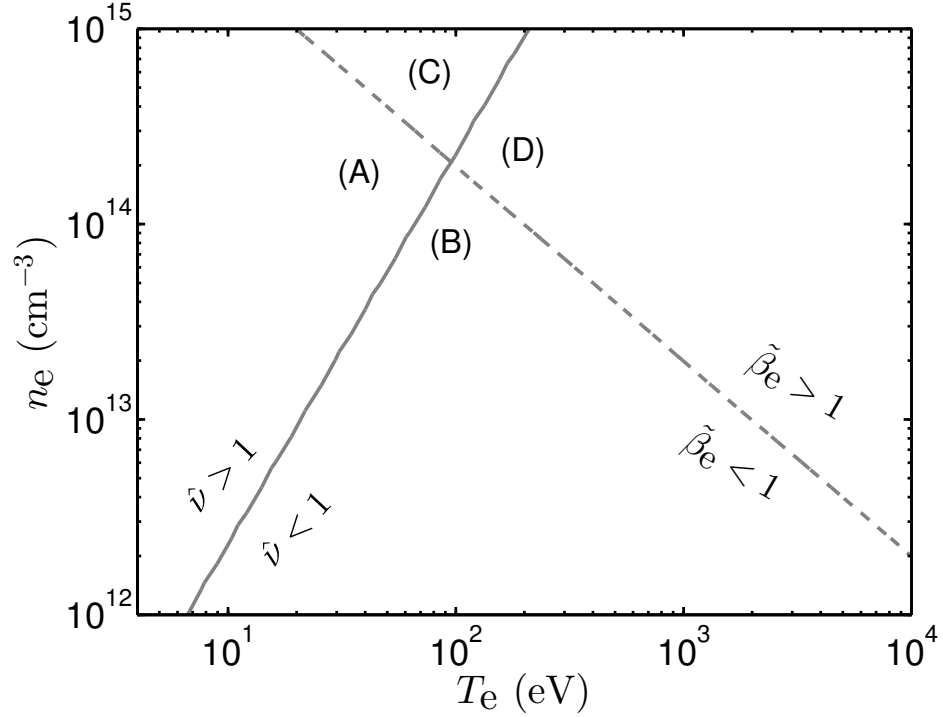 10^15
(C)
(D)
(A)
10^14
(B)
n_e (cm^−3)
β̃_e > 1
10^13
β̃_e < 1
ν̂ > 1
ν̂ < 1
10^12
10^1 10^2 10^3 10^4
T_e (eV)